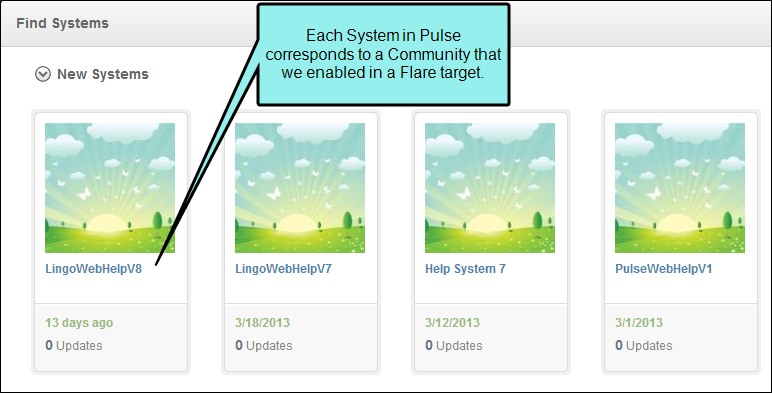 Find Systems
Each System in Pulse
corresponds to a Community that
we enabled in a Flare target.
New Systems
LingoWebHelpV8
LingoWebHelpV7
Help System 7
PulseWebHelpV1
13 days ago
3/18/2013
3/12/2013
3/1/2013
0 Updates
0 Updates
0 Updates
0 Updates